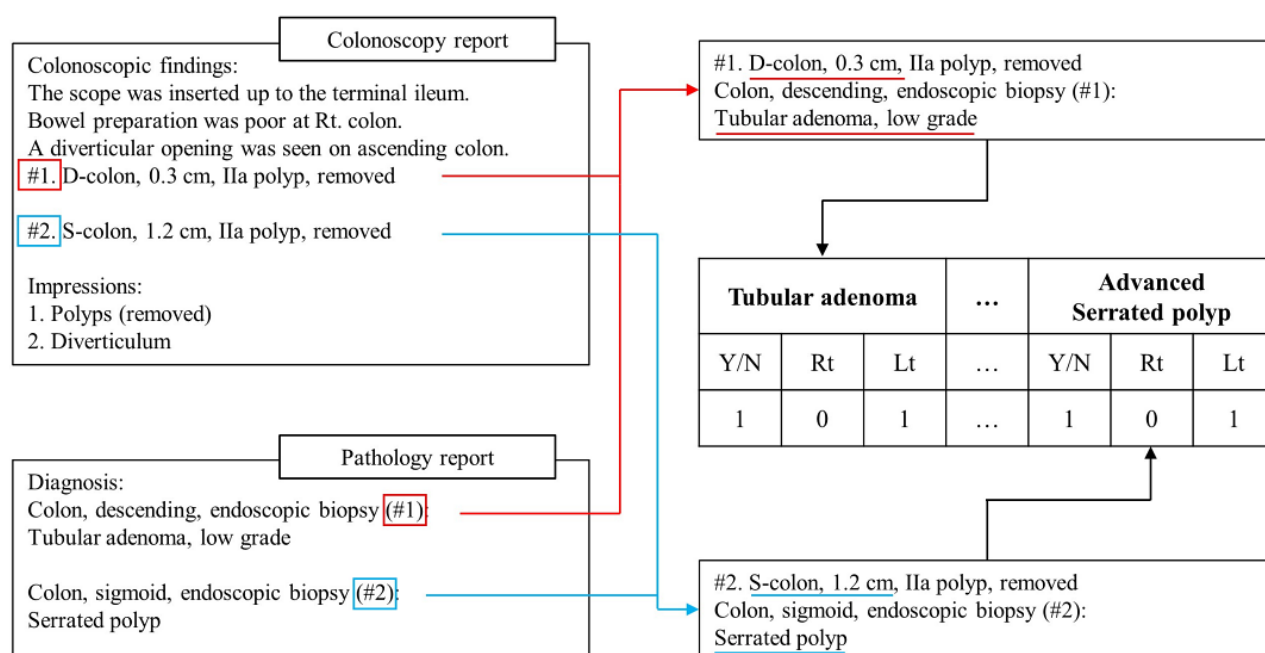 Colonoscopy report
Colonoscopic findings:
The scope was inserted up to the terminal ileum.
Bowel preparation was poor at Rt. colon.
A diverticular opening was seen on ascending colon.
#1. D-colon, 0.3 cm, IIa polyp, removed
#2. S-colon, 1.2 cm, IIa polyp, removed
Impressions:
1. Polyps (removed)
2. Diverticulum
Pathology report
Diagnosis:
Colon, descending, endoscopic biopsy (#1):
Tubular adenoma, low grade
Colon, sigmoid, endoscopic biopsy (#2):
Serrated polyp
#1. D-colon, 0.3 cm, IIa polyp, removed
Colon, descending, endoscopic biopsy (#1):
Tubular adenoma, low grade
Tubular adenoma … Advanced
Serrated polyp
Y/N Rt Lt … Y/N Rt Lt
1 0 1 … 1 0 1
#2. S-colon, 1.2 cm, IIa polyp, removed
Colon, sigmoid, endoscopic biopsy (#2):
Serrated polyp